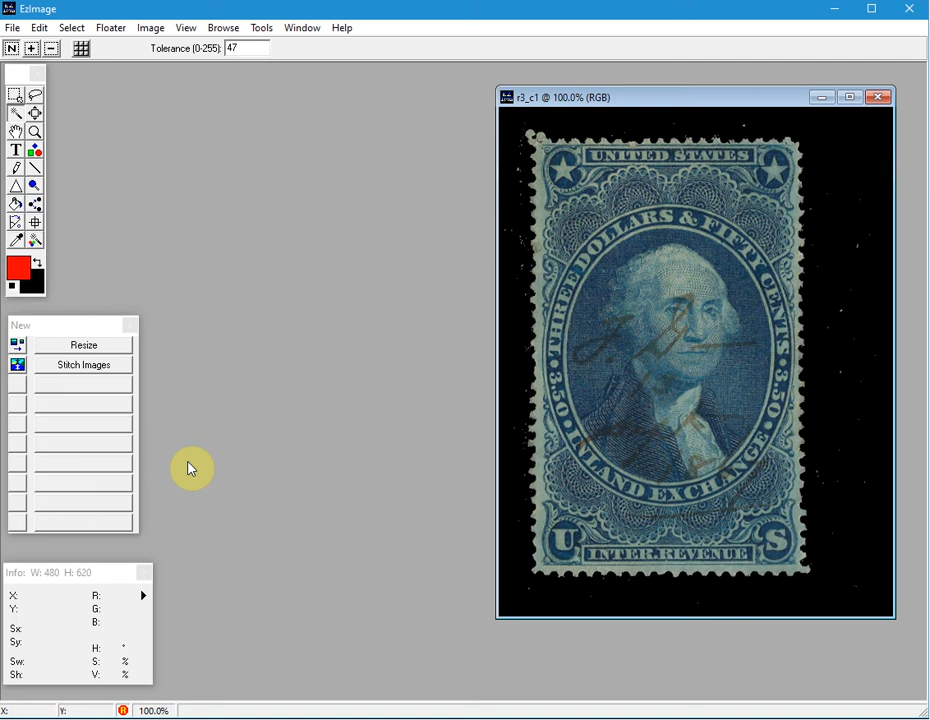 EzImage
File Edit Select Floater Image View Browse Tools Window Help
N + - Tolerance (0-255): 47
r3_c1 @ 100.0% (RGB)
T
UNITED STATES
THREE DOLLARS & FIFTY CENTS
3.50 3.50
INLAND EXCHANGE
U S
INTER. REVENUE
New
Resize
Stitch Images
Info: W: 480 H: 620
X: R:
Y: G:
B:
Sx:
Sy:
H: °
Sw: S: %
Sh: V: %
X: Y: R 100.0%